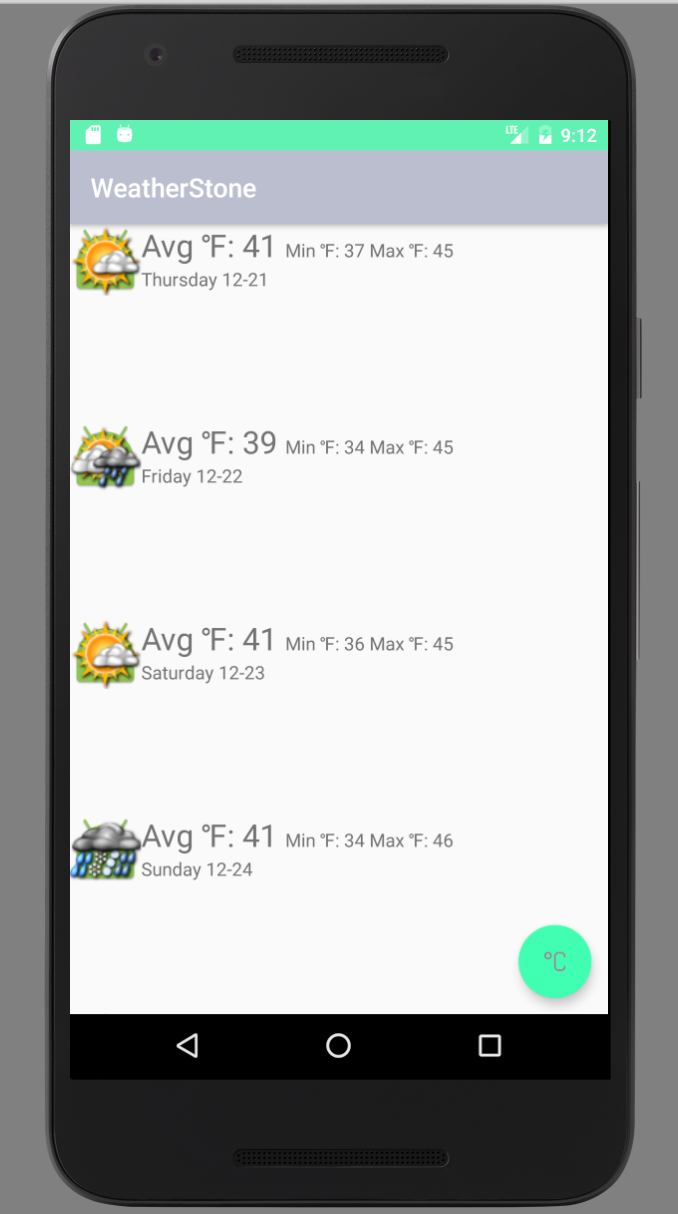 LTE 9:12
WeatherStone
Avg °F: 41 Min °F: 37 Max °F: 45
Thursday 12-21
Avg °F: 39 Min °F: 34 Max °F: 45
Friday 12-22
Avg °F: 41 Min °F: 36 Max °F: 45
Saturday 12-23
Avg °F: 41 Min °F: 34 Max °F: 46
Sunday 12-24
°C